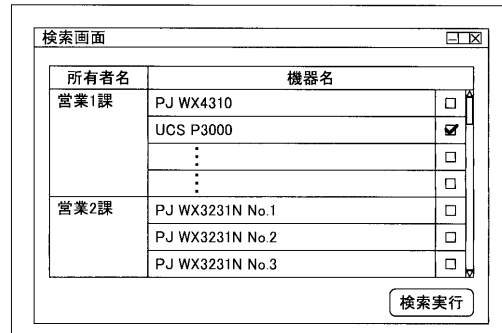 検索画面
所有者名 機器名
営業1課 PJ WX4310
UCS P3000
⋮
⋮
営業2課 PJ WX3231N No.1
PJ WX3231N No.2
PJ WX3231N No.3
検索実行